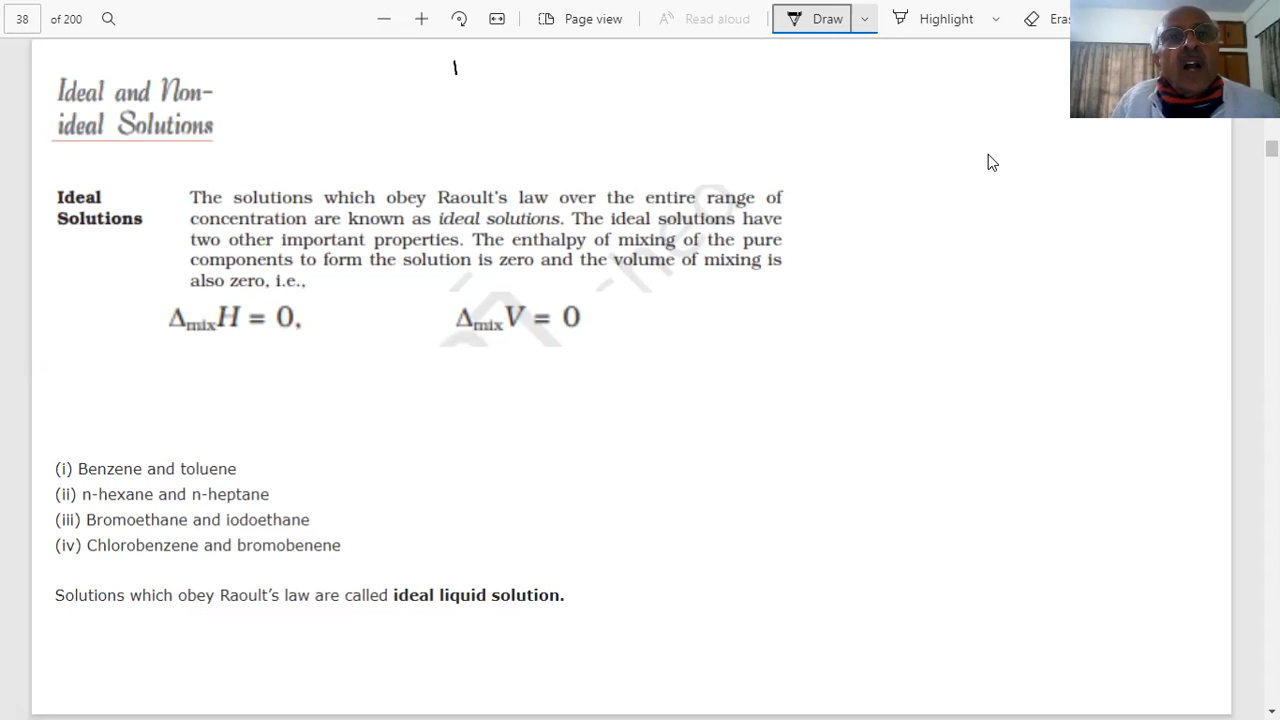 38 of 200 Page view Read aloud Draw Highlight
Ideal and Non-
ideal Solutions
Ideal
Solutions
The solutions which obey Raoult's law over the entire range of
concentration are known as ideal solutions. The ideal solutions have
two other important properties. The enthalpy of mixing of the pure
components to form the solution is zero and the volume of mixing is
also zero, i.e.,
ΔmixH = 0, ΔmixV = 0
(i) Benzene and toluene
(ii) n-hexane and n-heptane
(iii) Bromoethane and iodoethane
(iv) Chlorobenzene and bromobenene
Solutions which obey Raoult's law are called ideal liquid solution.